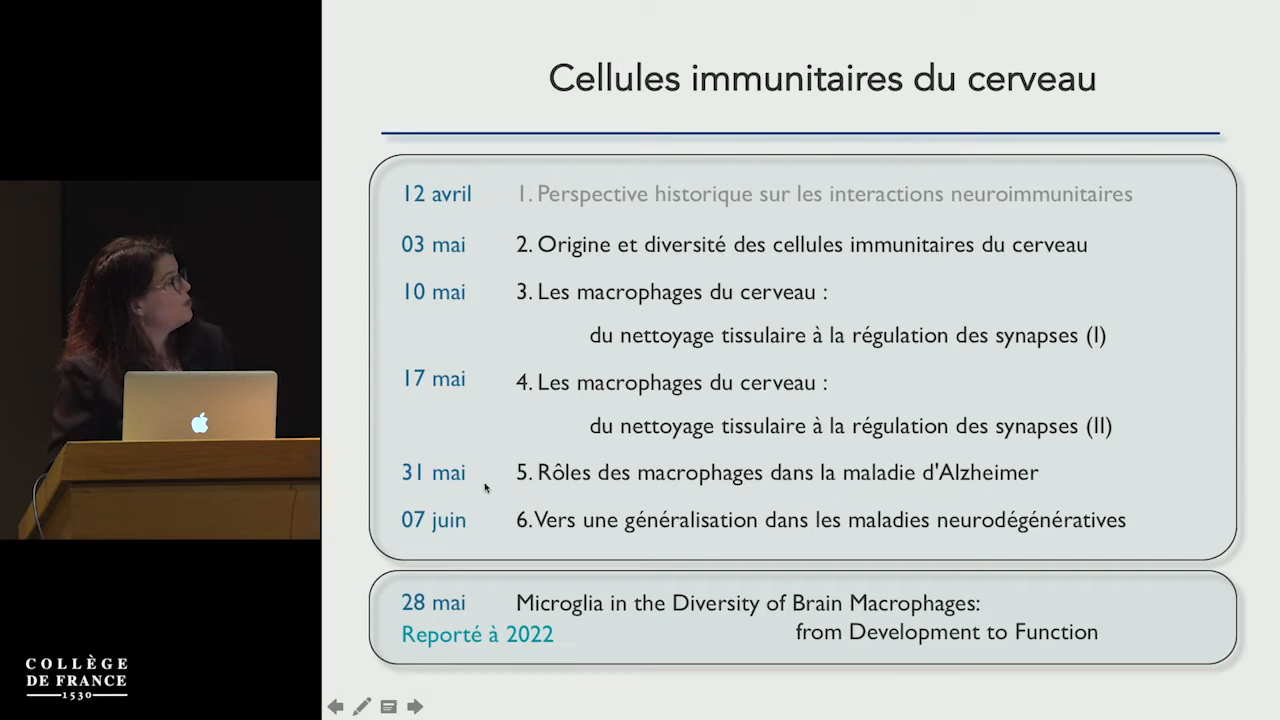 Cellules immunitaires du cerveau
12 avril 1. Perspective historique sur les interactions neuroimmunitaires
03 mai 2. Origine et diversité des cellules immunitaires du cerveau
10 mai 3. Les macrophages du cerveau :
du nettoyage tissulaire à la régulation des synapses (I)
17 mai 4. Les macrophages du cerveau :
du nettoyage tissulaire à la régulation des synapses (II)
31 mai 5. Rôles des macrophages dans la maladie d'Alzheimer
07 juin 6. Vers une généralisation dans les maladies neurodégénératives
28 mai Microglia in the Diversity of Brain Macrophages:
Reporté à 2022 from Development to Function
COLLÈGE
DE FRANCE
1530